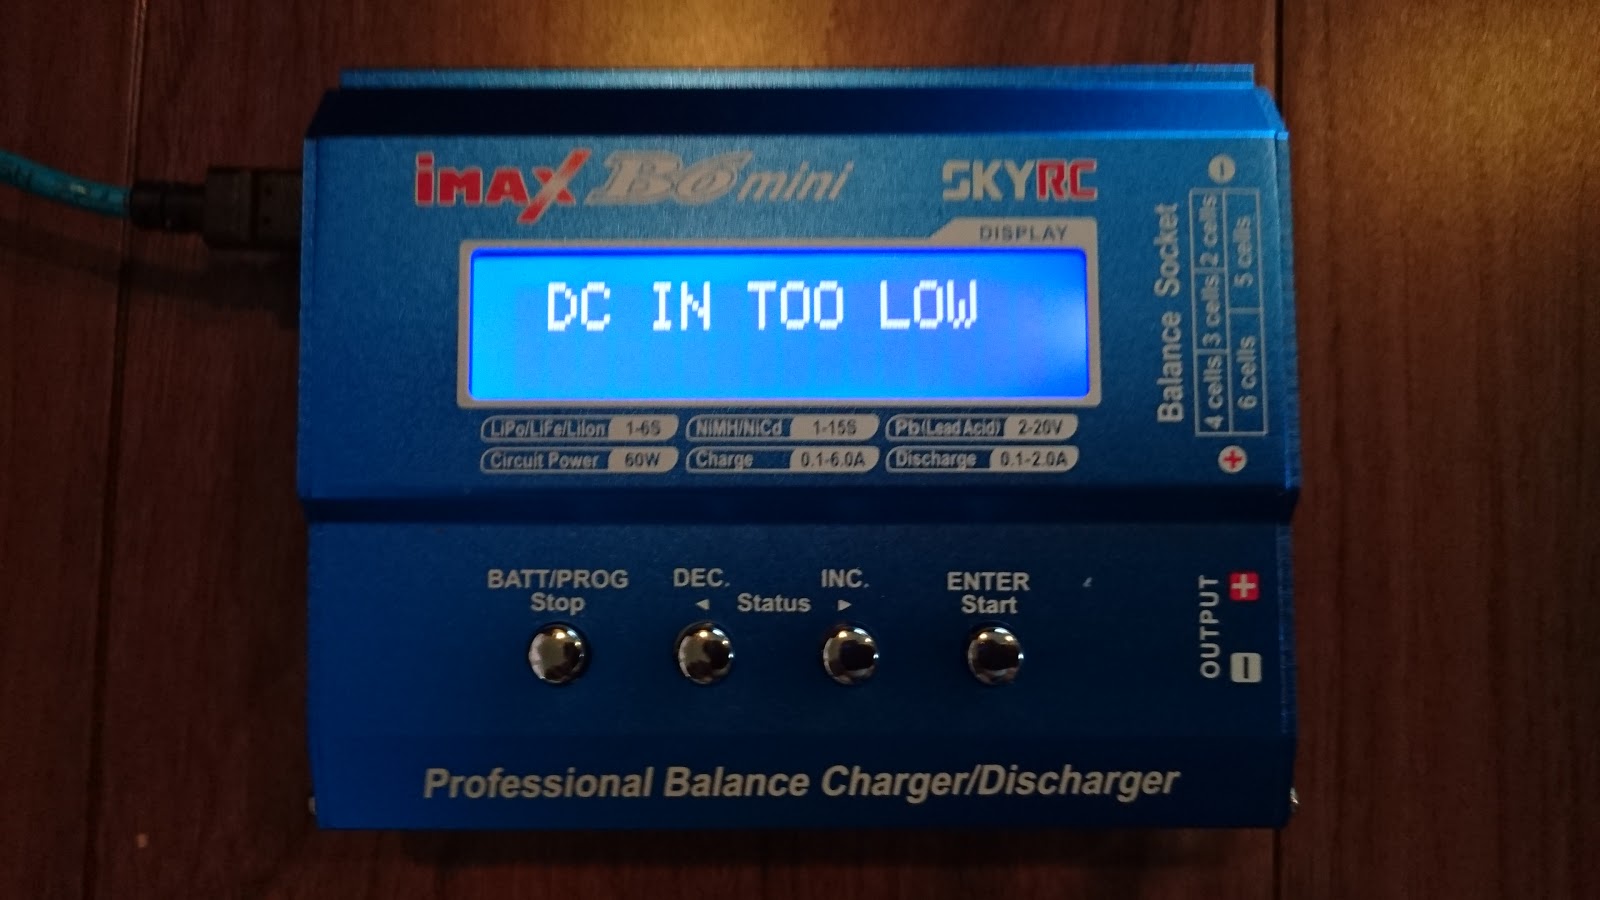 imax B6 mini
SKYRC
DISPLAY
DC IN TOO LOW
LiPo/LiFe/LiIon 1-6S
NiMH/NiCd 1-15S
Pb(Lead Acid) 2-20V
Circuit Power 60W
Charge 0.1-6.0A
Discharge 0.1-2.0A
Balance Socket
4 cells 3 cells 2 cells
6 cells 5 cells
BATT/PROG
Stop
DEC.
◄ Status ►
INC.
ENTER
Start
OUTPUT
Professional Balance Charger/Discharger